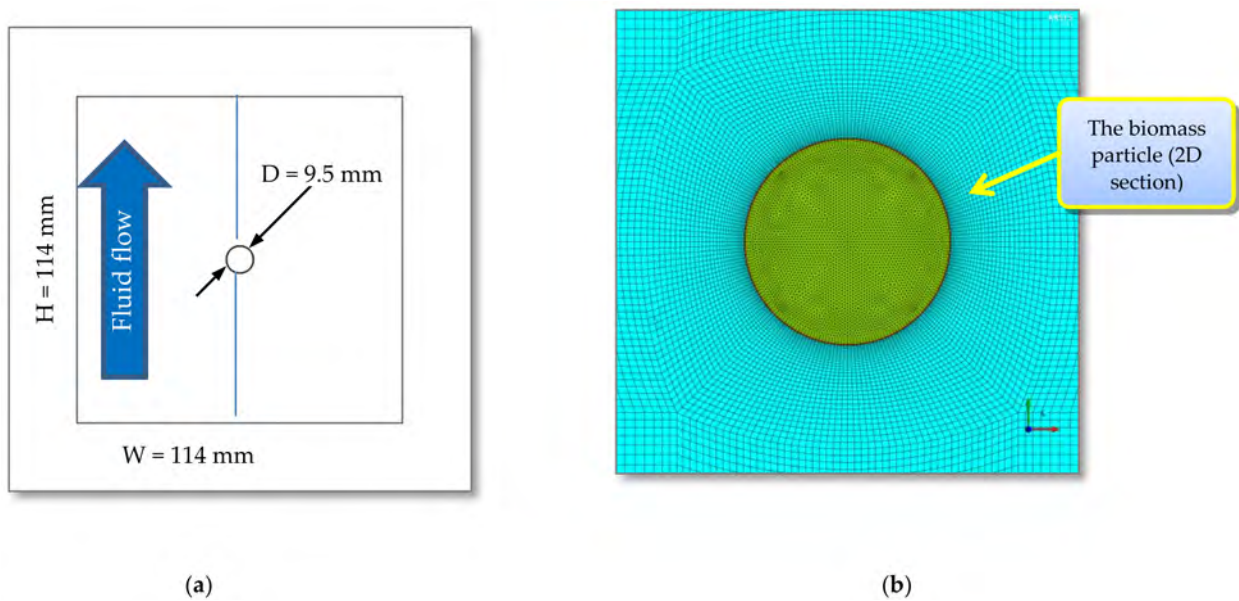 D = 9.5 mm
H = 114 mm
Fluid flow
W = 114 mm
(a)
The biomass
particle (2D
section)
(b)